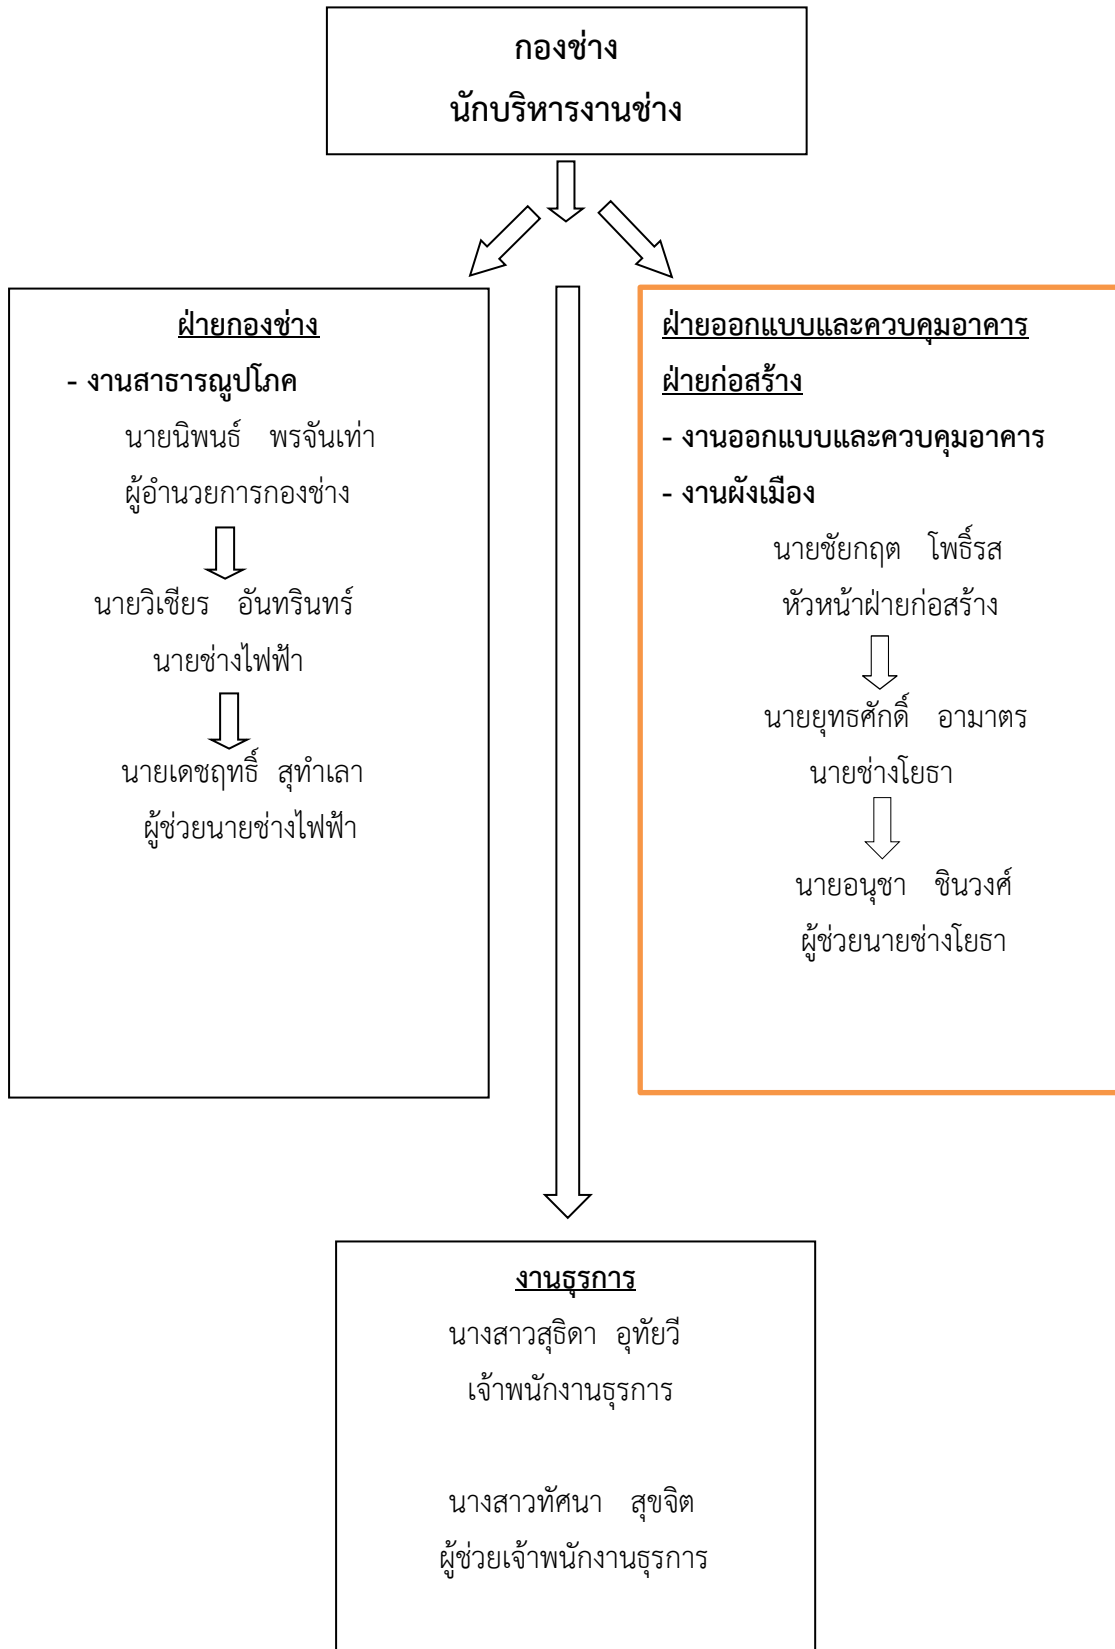 กองช่าง
นักบริหารงานช่าง
ฝ่ายกองช่าง
- งานสาธารณูปโภค
นายนิพนธ์ พรจันเท่า
ผู้อำนวยการกองช่าง
นายวิเชียร อันทรินทร์
นายช่างไฟฟ้า
นายเดชฤทธิ์ สุทำเลา
ผู้ช่วยนายช่างไฟฟ้า
ฝ่ายออกแบบและควบคุมอาคาร
ฝ่ายก่อสร้าง
- งานออกแบบและควบคุมอาคาร
- งานผังเมือง
นายชัยกฤต โพธิ์รส
หัวหน้าฝ่ายก่อสร้าง
นายยุทธศักดิ์ อามาตร
นายช่างโยธา
นายอนุชา ชินวงศ์
ผู้ช่วยนายช่างโยธา
งานธุรการ
นางสาวสุธิดา อุทัยวี
เจ้าพนักงานธุรการ
นางสาวทัศนา สุขจิต
ผู้ช่วยเจ้าพนักงานธุรการ